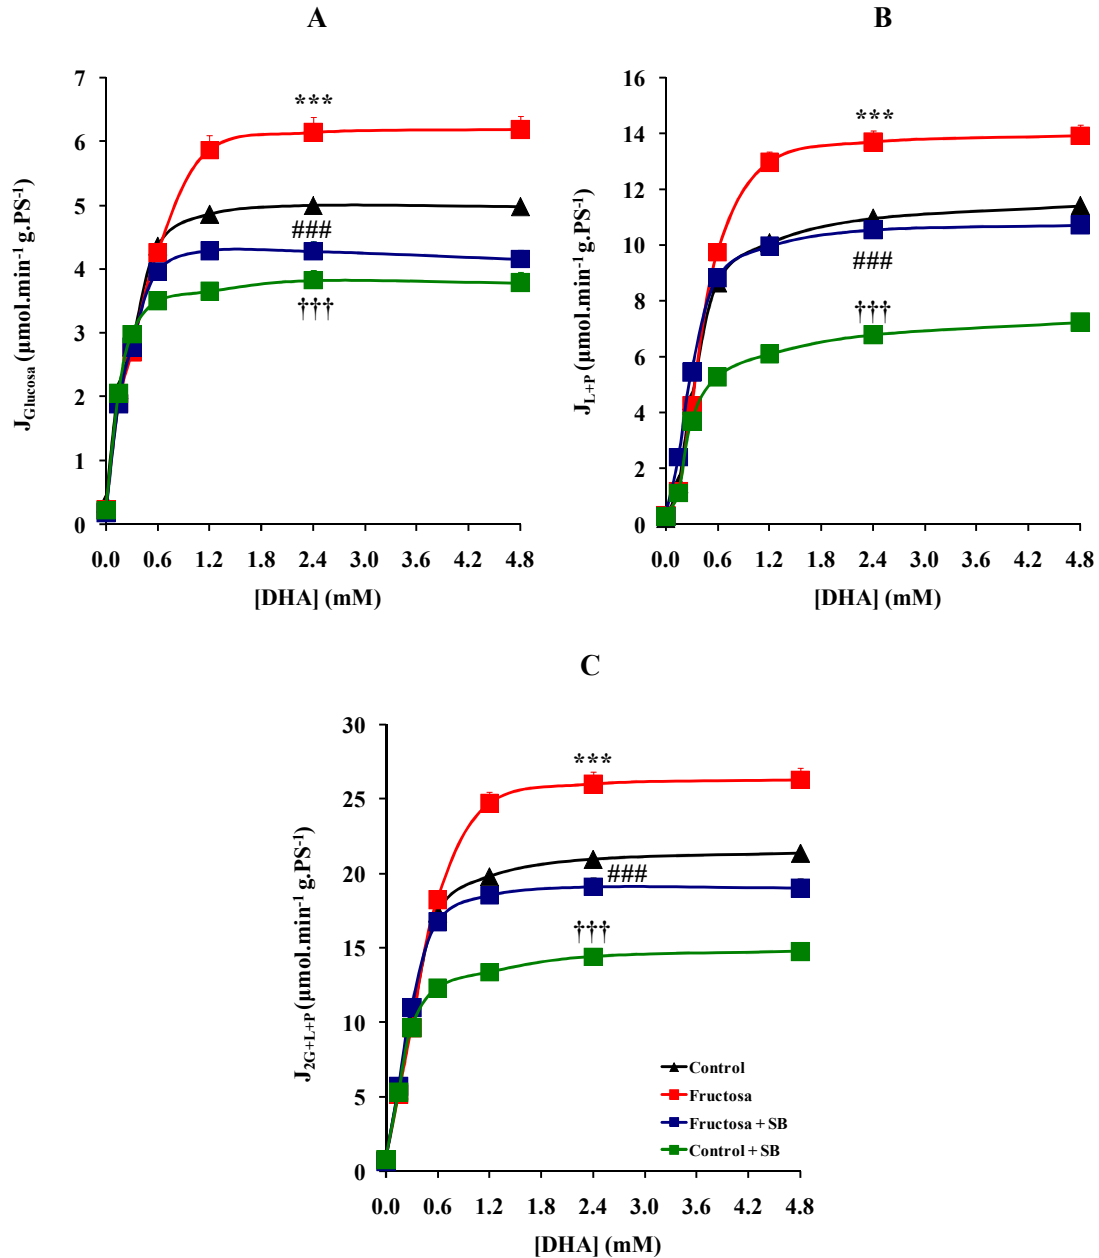 A
J_Glucosa (µmol.min⁻¹ g.PS⁻¹)
7
6
5
4
3
2
1
0
***
###
†††
0.0 0.6 1.2 1.8 2.4 3.0 3.6 4.2 4.8
[DHA] (mM)
B
J_L+P (µmol.min⁻¹ g.PS⁻¹)
16
14
12
10
8
6
4
2
0
***
###
†††
0.0 0.6 1.2 1.8 2.4 3.0 3.6 4.2 4.8
[DHA] (mM)
C
J_2G+L+P (µmol.min⁻¹ g.PS⁻¹)
30
25
20
15
10
5
0
***
###
†††
Control
Fructosa
Fructosa + SB
Control + SB
0.0 0.6 1.2 1.8 2.4 3.0 3.6 4.2 4.8
[DHA] (mM)